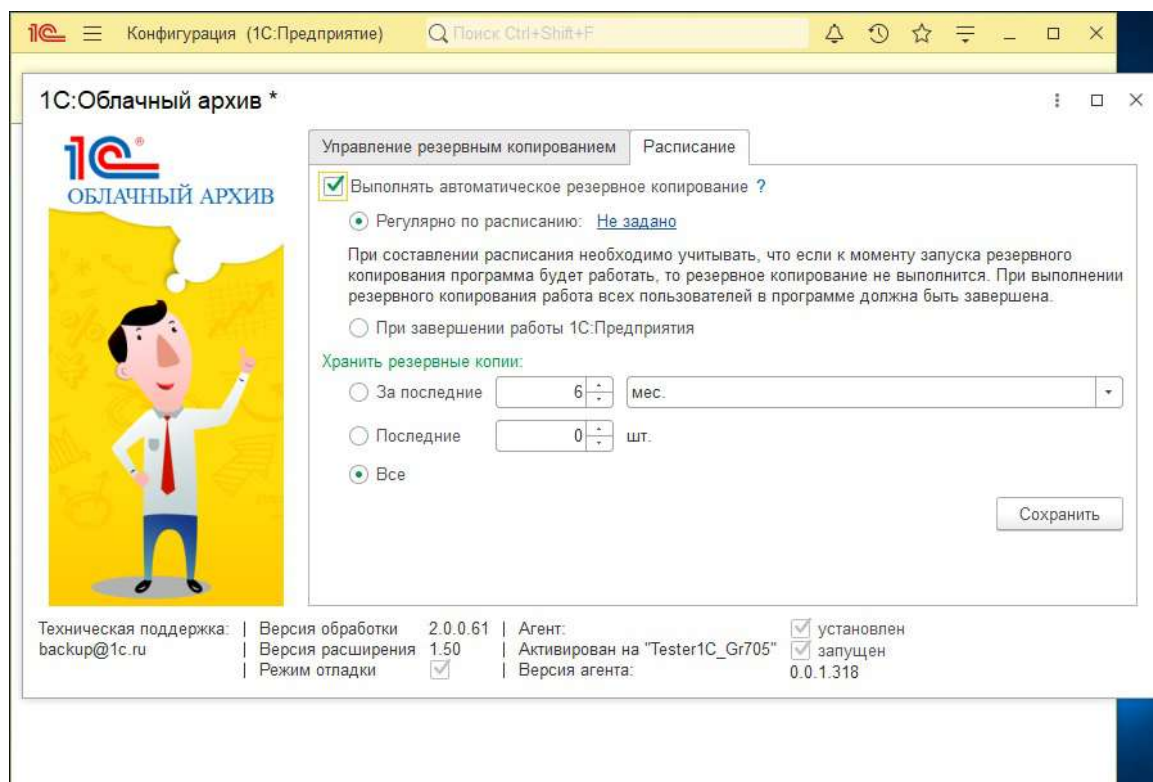 1С Конфигурация (1С:Предприятие) Поиск Ctrl+Shift+F
1С:Облачный архив *
1С®
ОБЛАЧНЫЙ АРХИВ
Управление резервным копированием Расписание
Выполнять автоматическое резервное копирование ?
Регулярно по расписанию: Не задано
При составлении расписания необходимо учитывать, что если к моменту запуска резервного
копирования программа будет работать, то резервное копирование не выполнится. При выполнении
резервного копирования работа всех пользователей в программе должна быть завершена.
При завершении работы 1С:Предприятия
Хранить резервные копии:
За последние 6 мес.
Последние 0 шт.
Все
Сохранить
Техническая поддержка: | Версия обработки 2.0.0.61 | Агент: установлен
backup@1c.ru | Версия расширения 1.50 | Активирован на "Tester1C_Gr705" запущен
| Режим отладки | Версия агента: 0.0.1.318